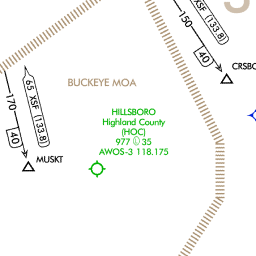 150
XSF (133.8)
40
CRSBO
BUCKEYE MOA
65 XSF (133.8)
170
40
MUSKT
HILLSBORO
Highland County
(HOC)
977 Ⓛ 35
AWOS-3 118.175